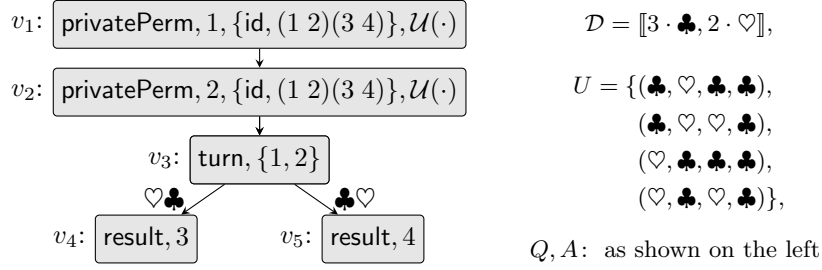 v₁: privatePerm, 1, {id, (1 2)(3 4)}, 𝒰(·)
v₂: privatePerm, 2, {id, (1 2)(3 4)}, 𝒰(·)
v₃: turn, {1, 2}
♡♣ ♣♡
v₄: result, 3 v₅: result, 4
𝒟 = ⟦3 · ♣, 2 · ♡⟧,
U = {(♣, ♡, ♣, ♣),
(♣, ♡, ♡, ♣),
(♡, ♣, ♣, ♣),
(♡, ♣, ♡, ♣)},
Q, A: as shown on the left